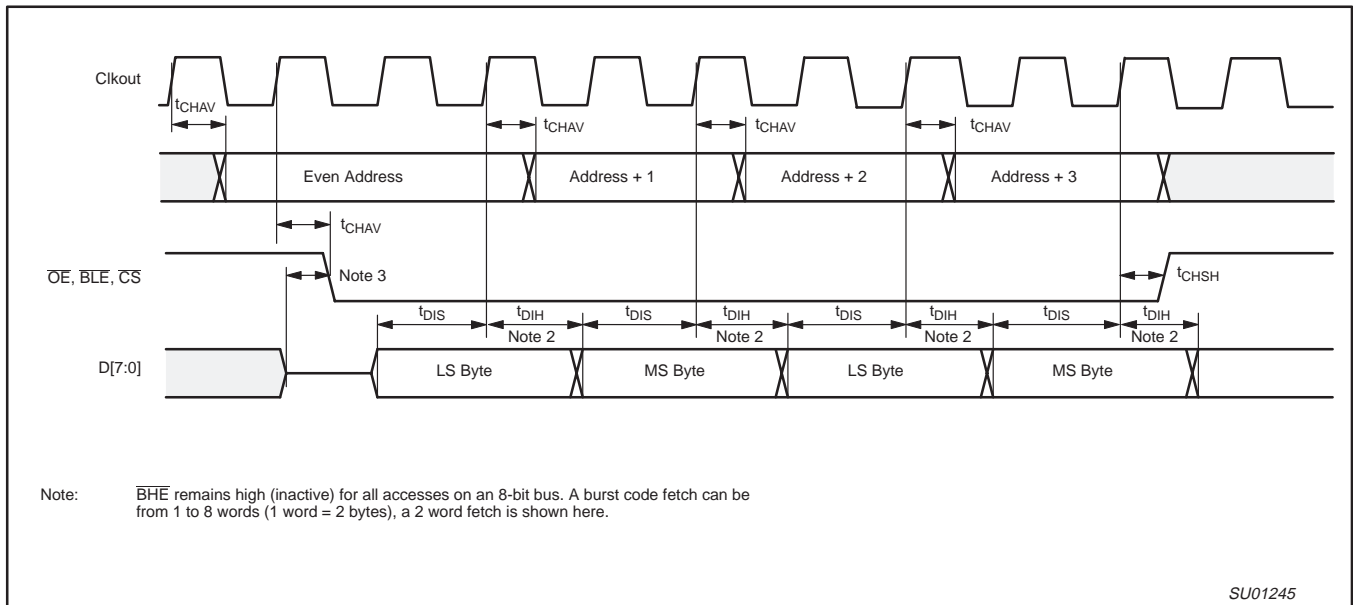 Clkout
tCHAV
tCHAV tCHAV tCHAV
Even Address Address + 1 Address + 2 Address + 3
tCHAV
OE, BLE, CS Note 3 tCHSH
tDIS tDIH tDIS tDIH tDIS tDIH tDIS tDIH
Note 2 Note 2 Note 2 Note 2
D[7:0] LS Byte MS Byte LS Byte MS Byte
Note: BHE remains high (inactive) for all accesses on an 8-bit bus. A burst code fetch can be
from 1 to 8 words (1 word = 2 bytes), a 2 word fetch is shown here.
SU01245